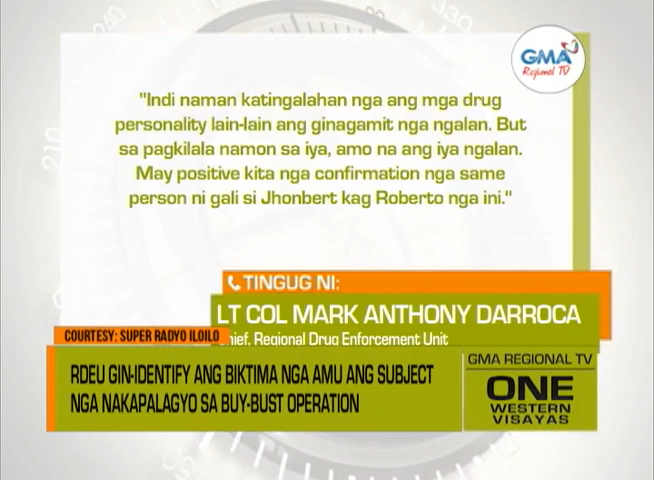 GMA
Regional TV
"Indi naman katingalahan nga ang mga drug
personality lain-lain ang ginagamit nga ngalan. But
sa pagkilala namon sa iya, amo na ang iya ngalan.
May positive kita nga confirmation nga same
person ni gali si Jhonbert kag Roberto nga ini."
TINGUG NI:
LT COL MARK ANTHONY DARROCA
Chief, Regional Drug Enforcement Unit
COURTESY: SUPER RADYO ILOILO
RDEU GIN-IDENTIFY ANG BIKTIMA NGA AMU ANG SUBJECT
NGA NAKAPALAGYO SA BUY-BUST OPERATION
GMA REGIONAL TV
ONE
WESTERN
VISAYAS
330
300
210